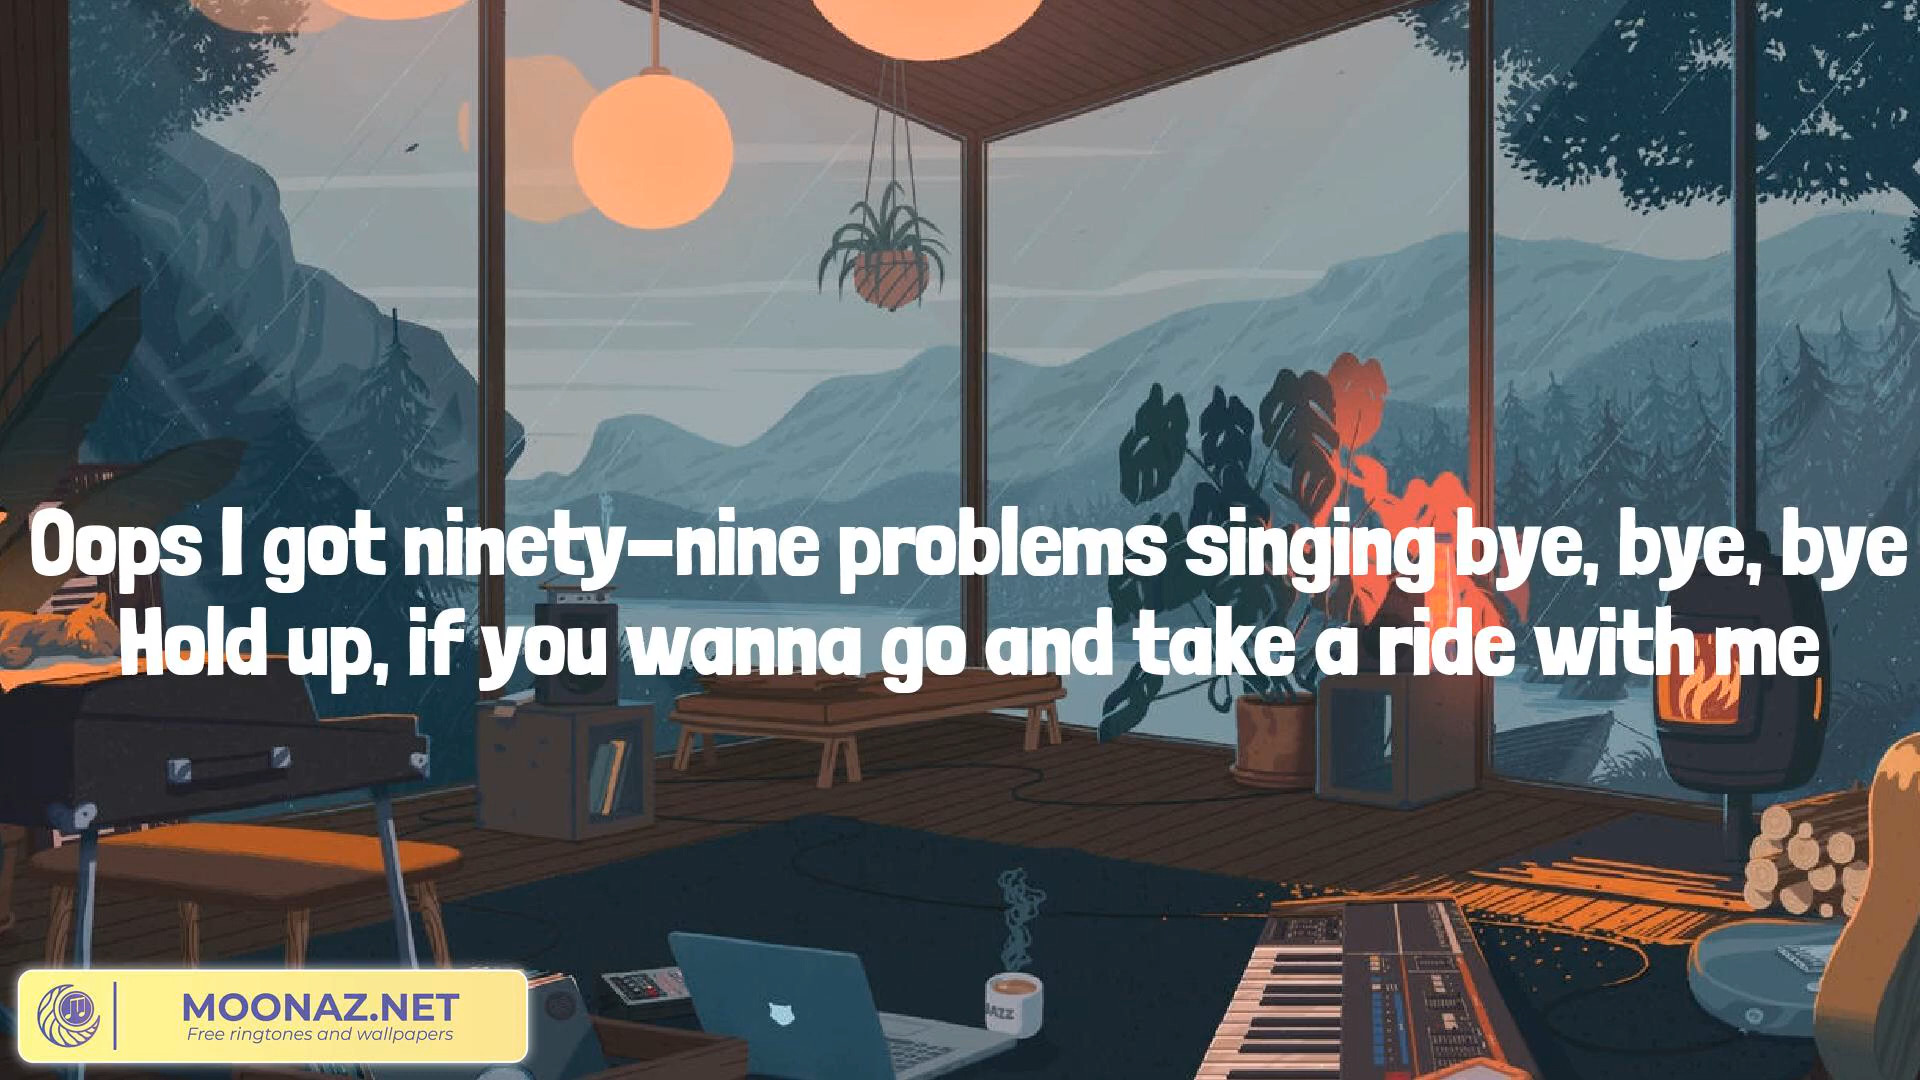 Oops I got ninety-nine problems singing bye, bye, bye
Hold up, if you wanna go and take a ride with me
JAZZ
MOONAZ.NET
Free ringtones and wallpapers